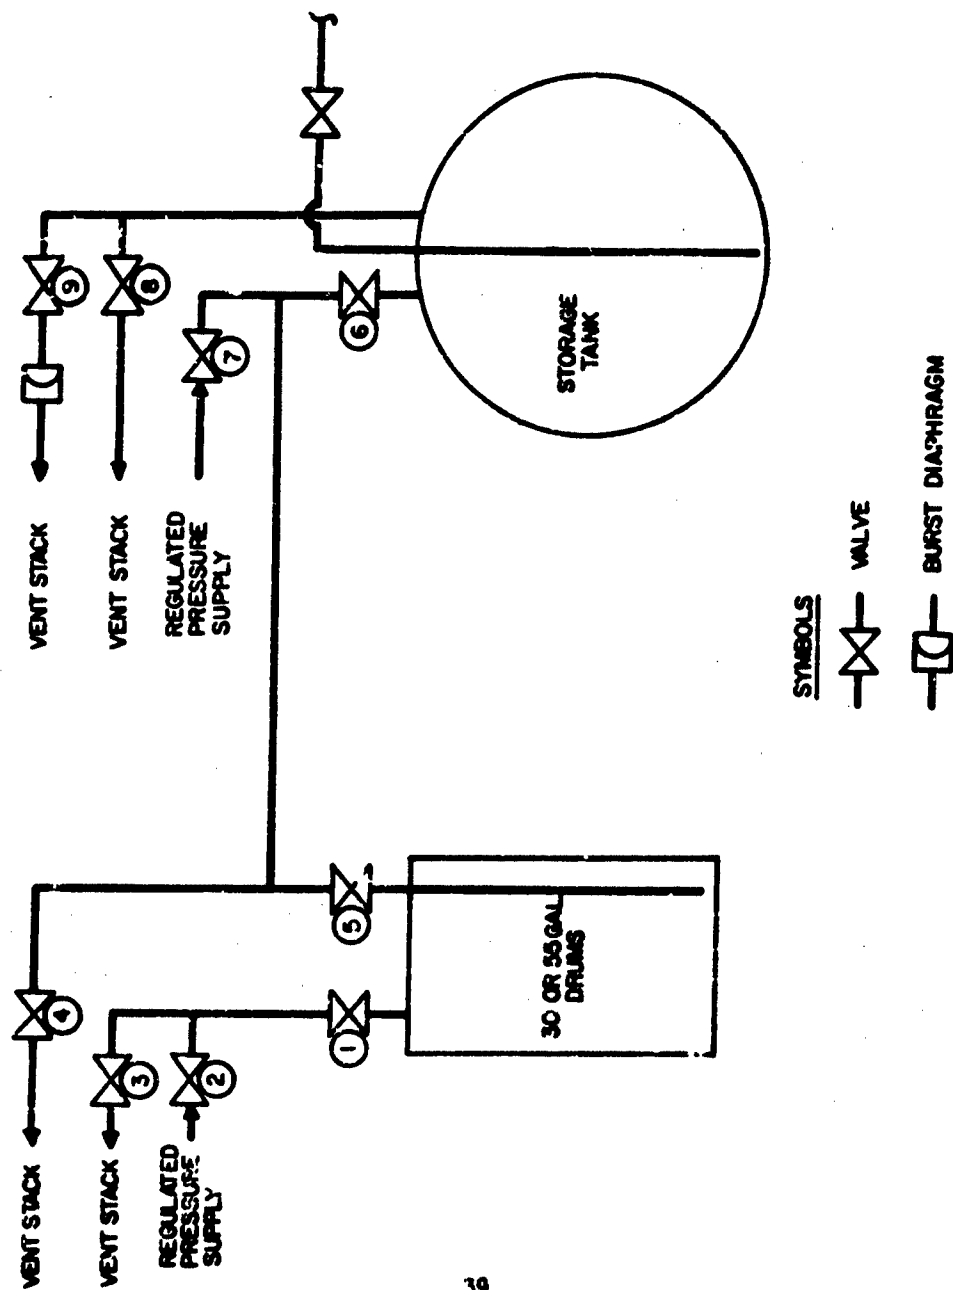 VENT STACK
9
VENT STACK
8
REGULATED
PRESSURE
SUPPLY
7
6
STORAGE
TANK
VENT STACK
4
VENT STACK
3
REGULATED
PRESSURE
SUPPLY
2
1
5
30 OR 55 GAL
DRUMS
SYMBOLS
VALVE
BURST DIAPHRAGM
39